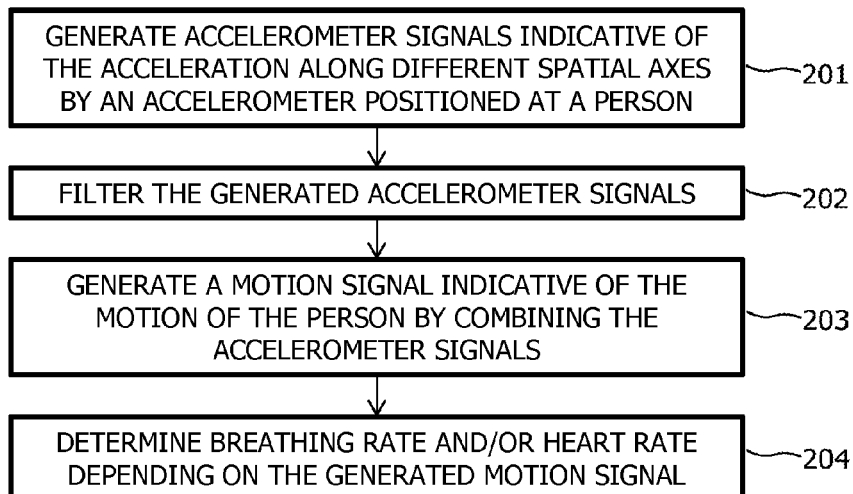 GENERATE ACCELEROMETER SIGNALS INDICATIVE OF
THE ACCELERATION ALONG DIFFERENT SPATIAL AXES
BY AN ACCELEROMETER POSITIONED AT A PERSON
201
FILTER THE GENERATED ACCELEROMETER SIGNALS
202
GENERATE A MOTION SIGNAL INDICATIVE OF THE
MOTION OF THE PERSON BY COMBINING THE
ACCELEROMETER SIGNALS
203
DETERMINE BREATHING RATE AND/OR HEART RATE
DEPENDING ON THE GENERATED MOTION SIGNAL
204